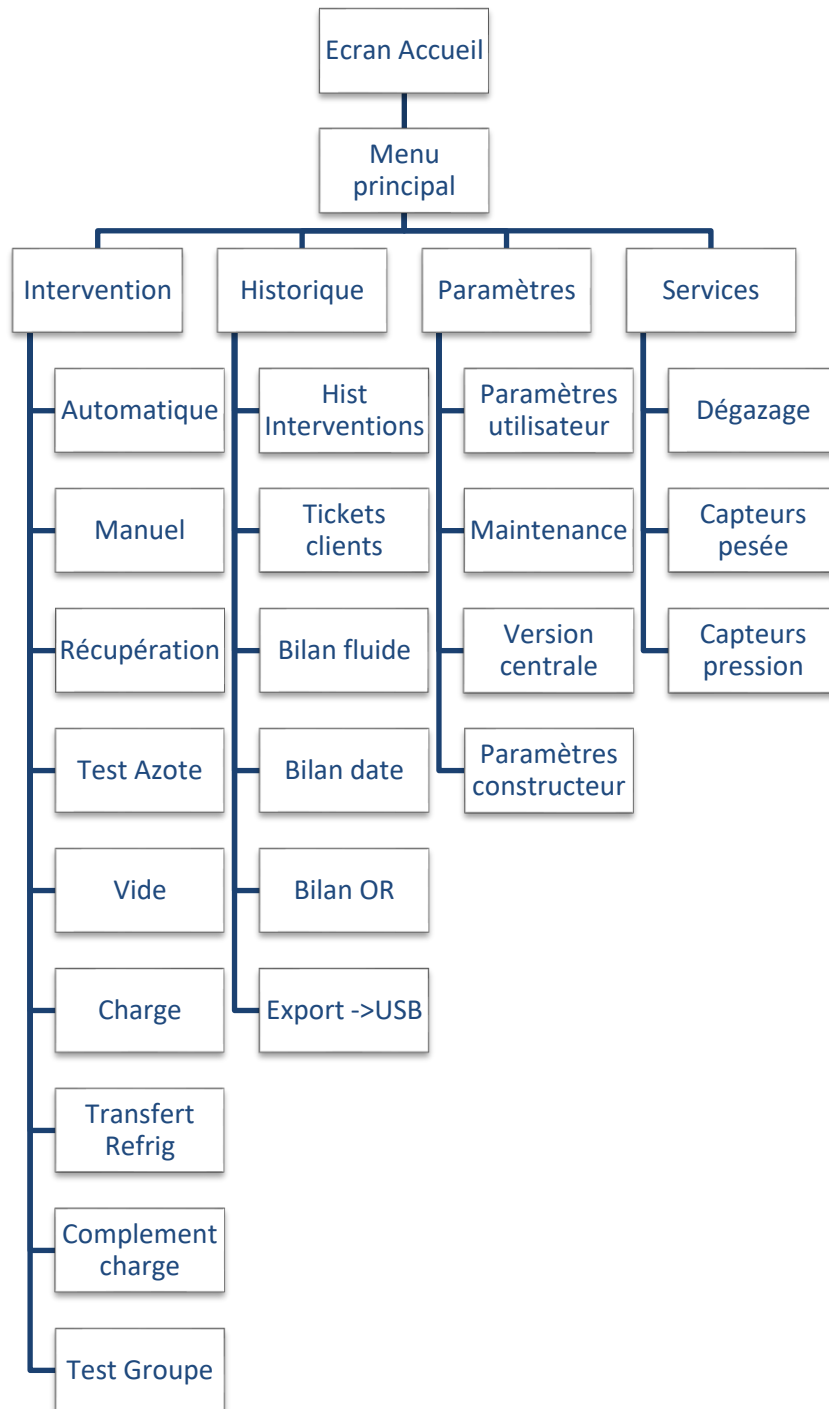 Ecran Accueil
Menu
principal
Intervention
Automatique
Manuel
Récupération
Test Azote
Vide
Charge
Transfert
Refrig
Complement
charge
Test Groupe
Historique
Hist
Interventions
Tickets
clients
Bilan fluide
Bilan date
Bilan OR
Export ->USB
Paramètres
Paramètres
utilisateur
Maintenance
Version
centrale
Paramètres
constructeur
Services
Dégazage
Capteurs
pesée
Capteurs
pression